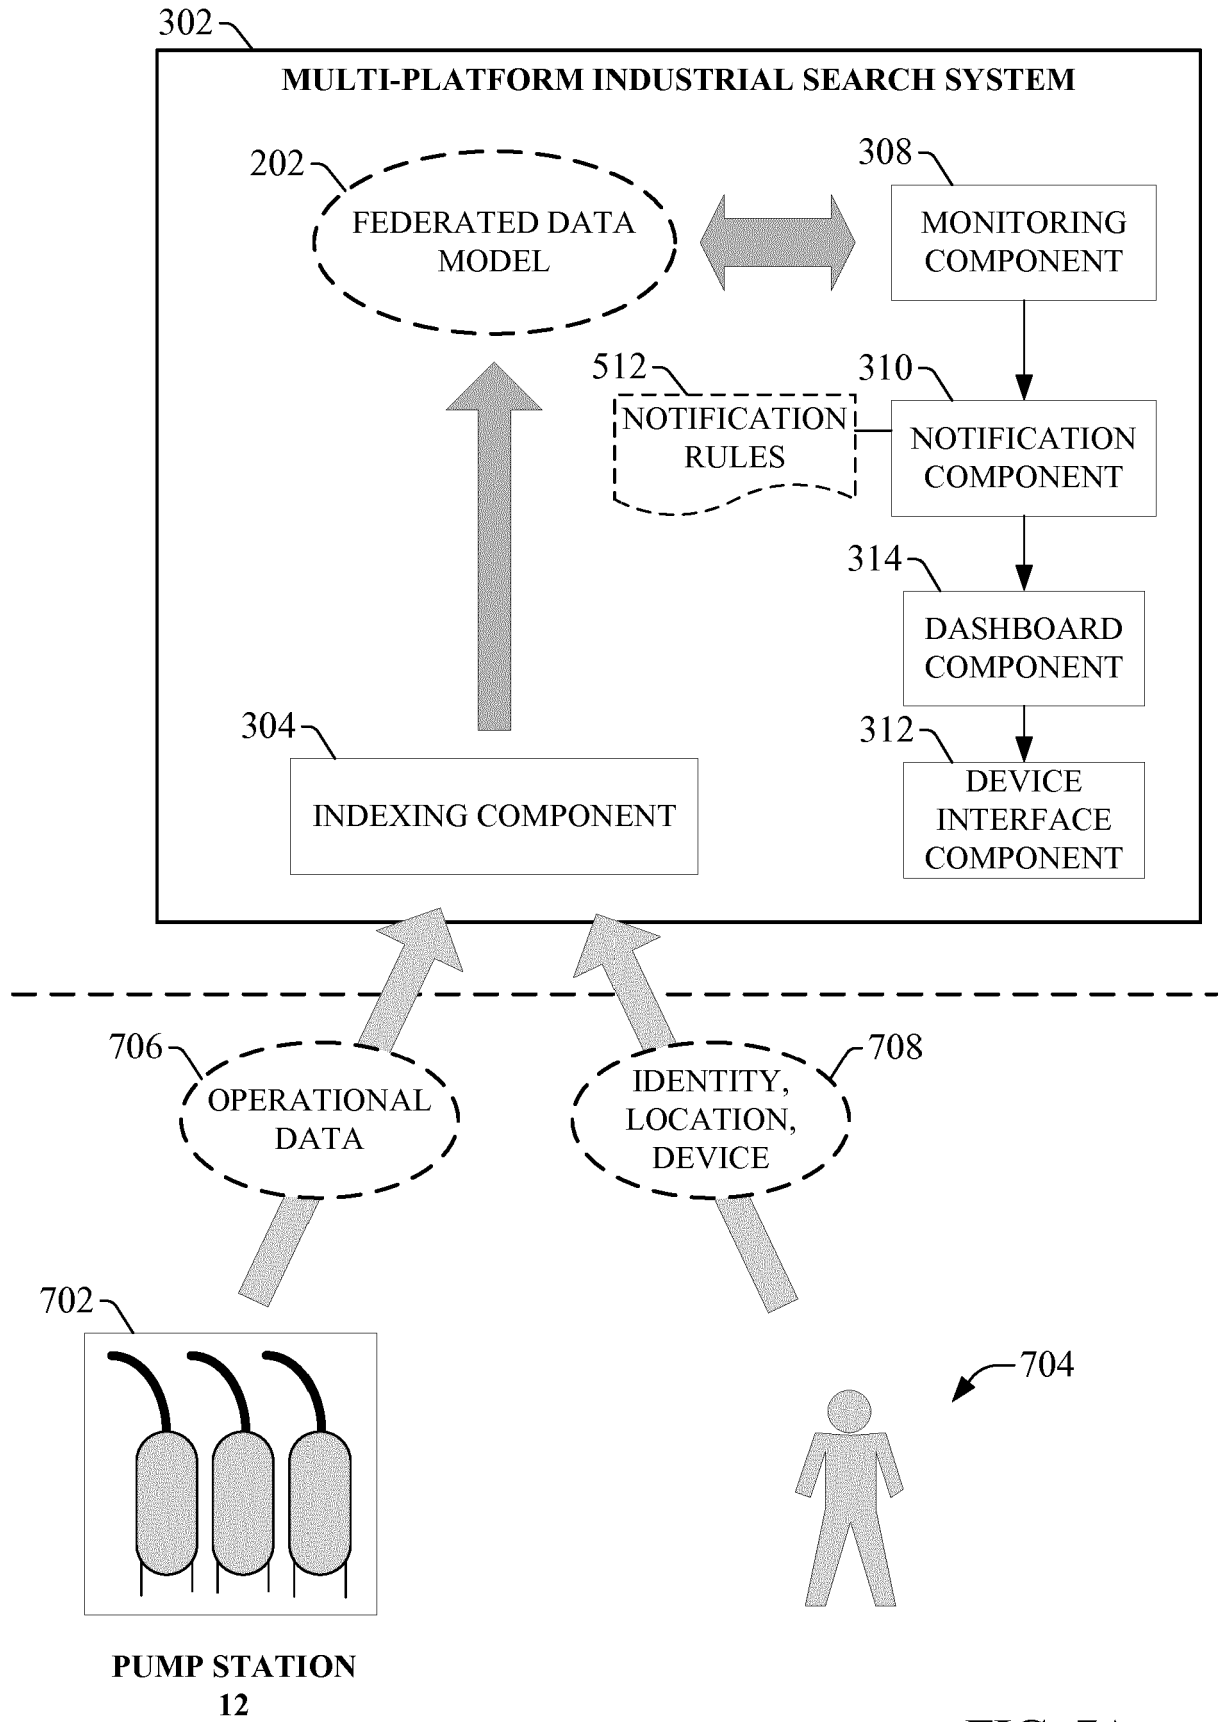 302
MULTI-PLATFORM INDUSTRIAL SEARCH SYSTEM
202
FEDERATED DATA
MODEL
308
MONITORING
COMPONENT
512
NOTIFICATION
RULES
310
NOTIFICATION
COMPONENT
314
DASHBOARD
COMPONENT
304
INDEXING COMPONENT
312
DEVICE
INTERFACE
COMPONENT
706
OPERATIONAL
DATA
IDENTITY,
LOCATION,
DEVICE
708
702
704
PUMP STATION
12